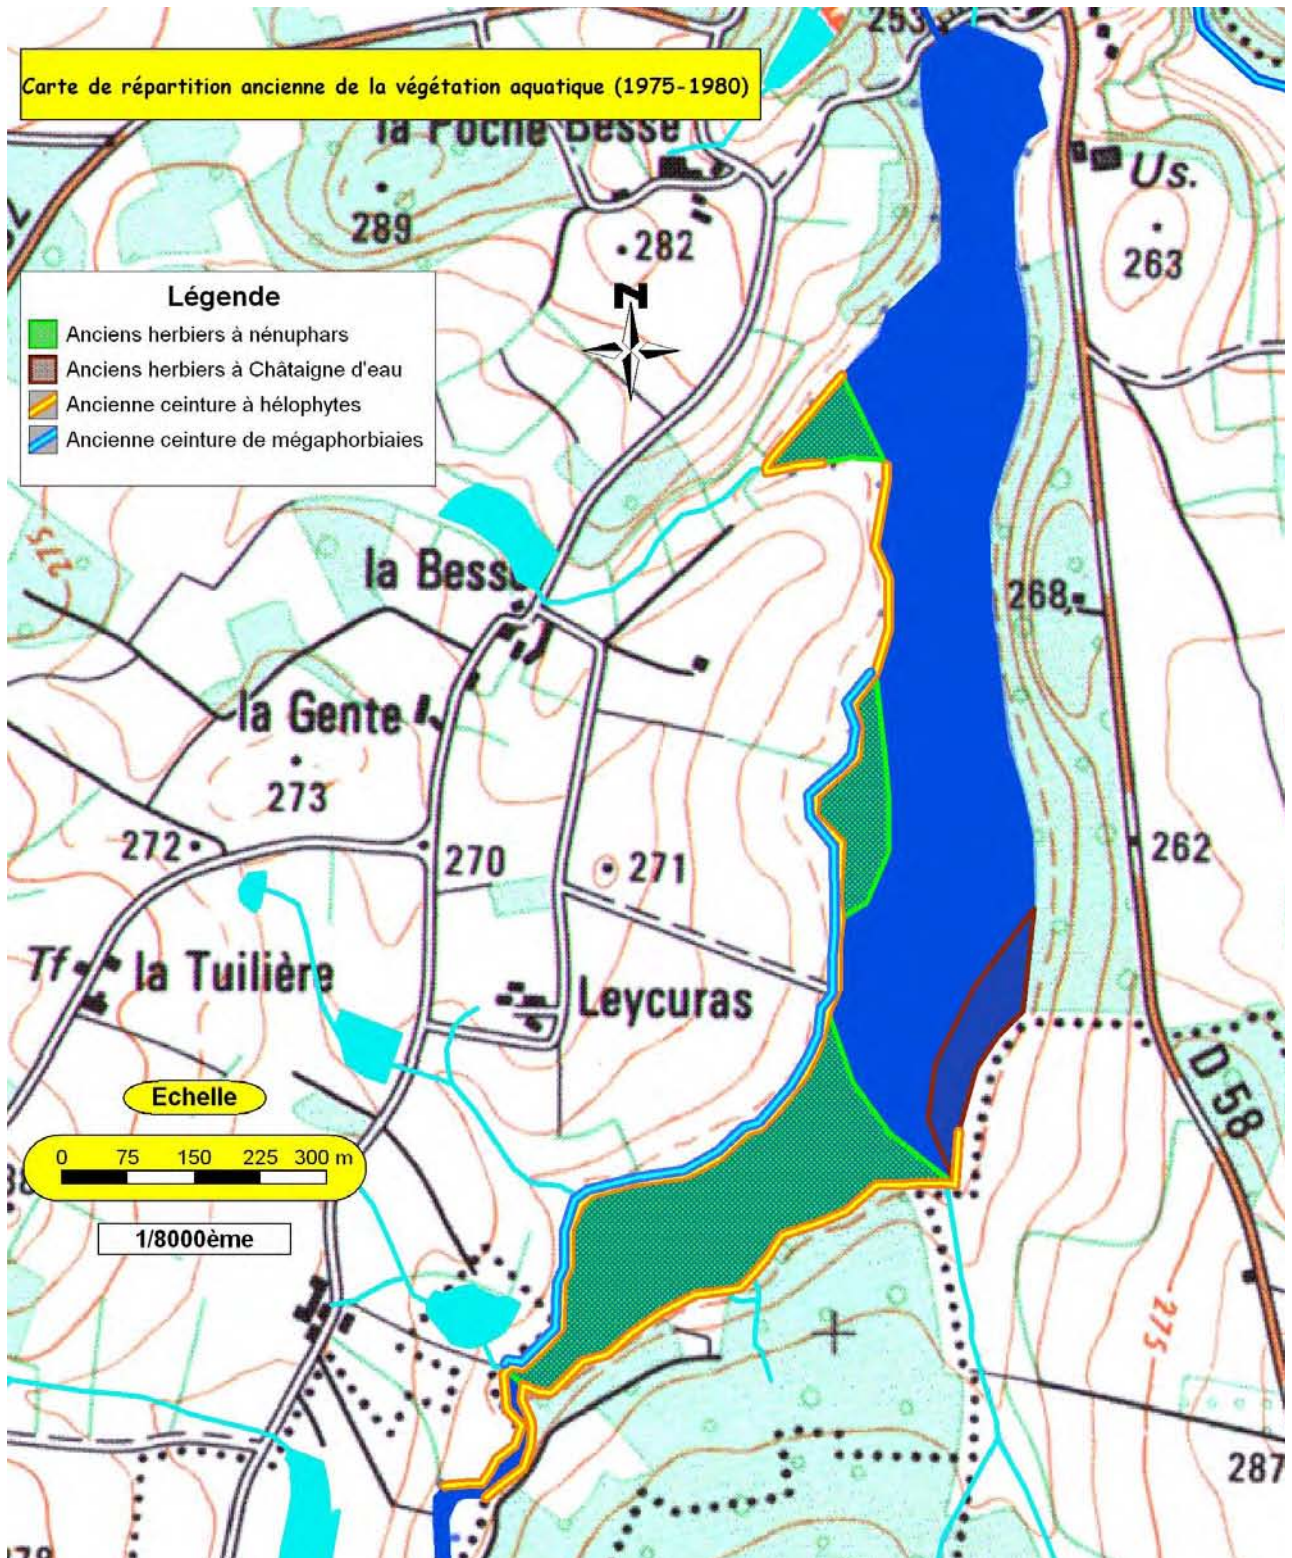 253
Carte de répartition ancienne de la végétation aquatique (1975-1980)
la Poche Besse
Us.
289
282
263
N
Légende
Anciens herbiers à nénuphars
Anciens herbiers à Châtaigne d'eau
Ancienne ceinture à hélophytes
Ancienne ceinture de mégaphorbiaies
275
la Besse
268
la Gente
273
272
270
271
262
Tf
la Tuilière
Leycuras
D 58
Echelle
0 75 150 225 300 m
1/8000ème
275
287